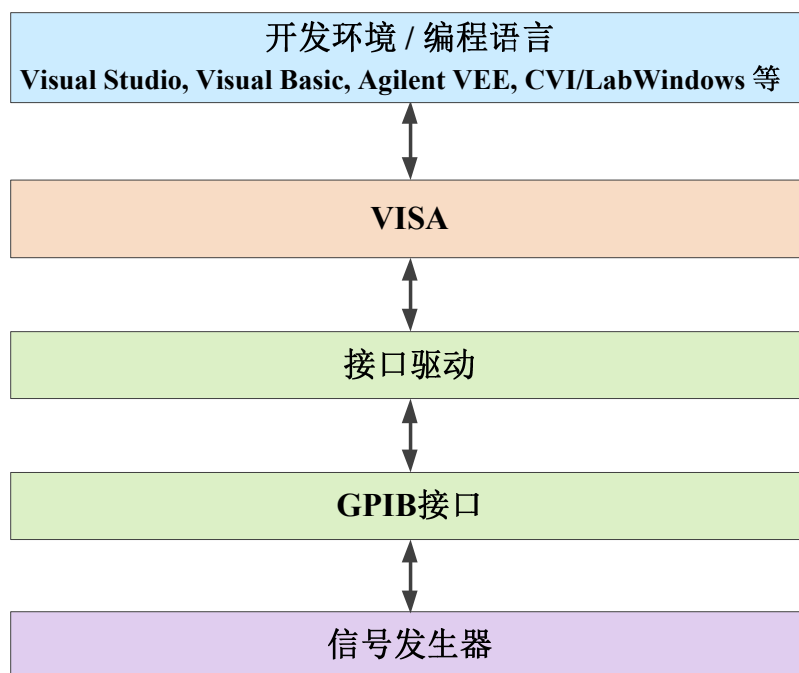 开发环境 / 编程语言
Visual Studio, Visual Basic, Agilent VEE, CVI/LabWindows 等
VISA
接口驱动
GPIB接口
信号发生器